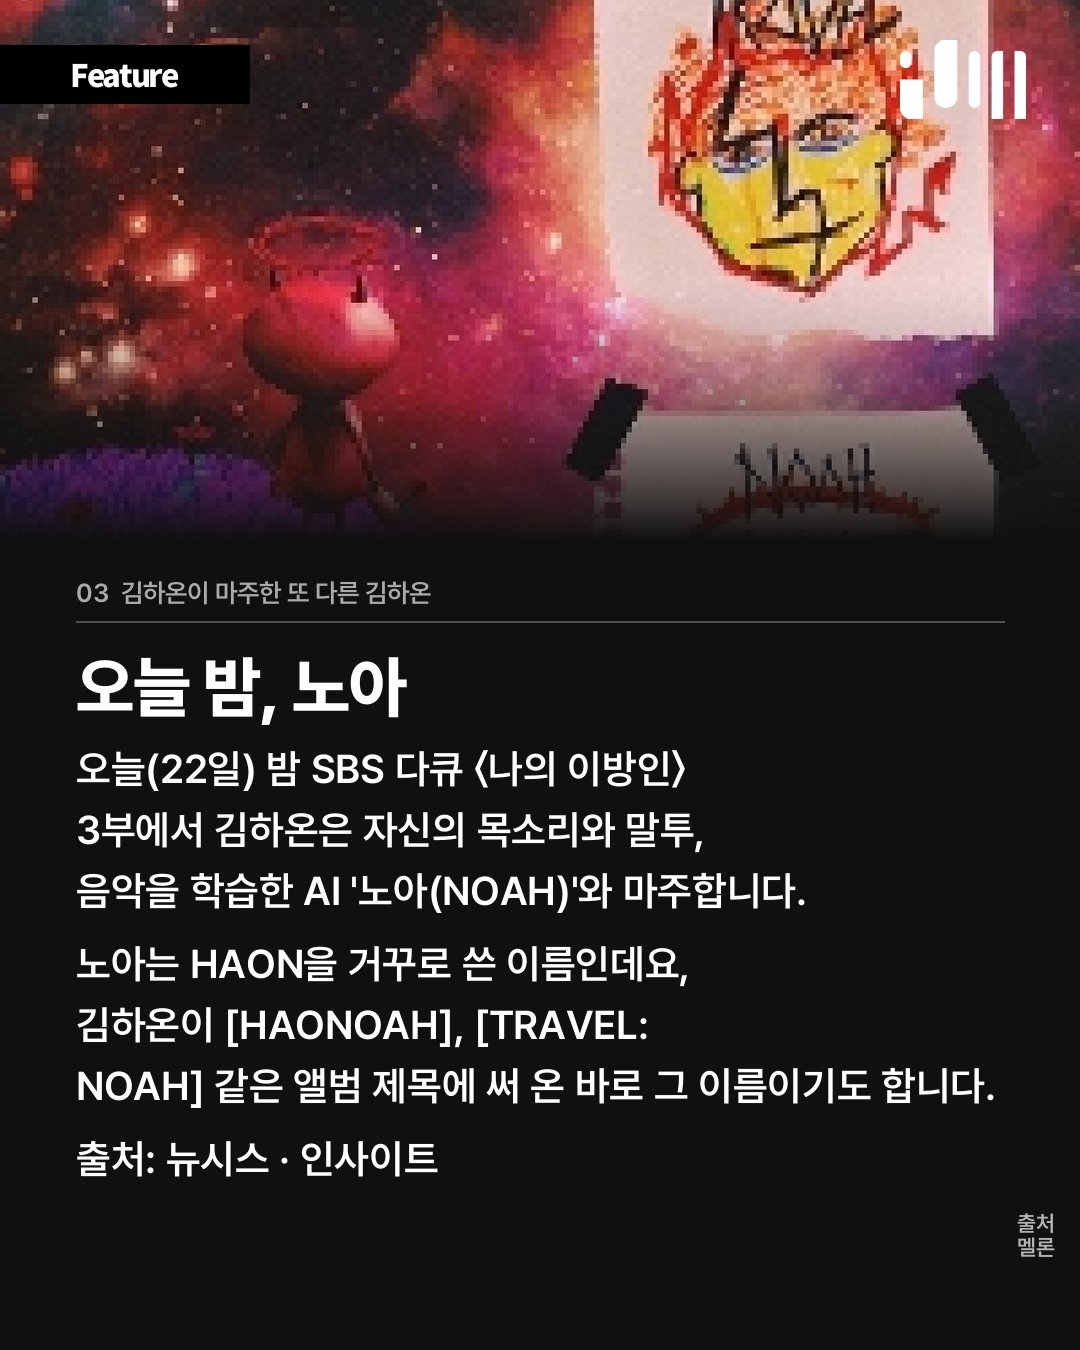 Feature
NOAH
03 김하온이 마주한 또 다른 김하온
오늘 밤, 노아
오늘(22일) 밤 SBS 다큐 〈나의 이방인〉
3부에서 김하온은 자신의 목소리와 말투,
음악을 학습한 AI '노아(NOAH)'와 마주합니다.
노아는 HAON을 거꾸로 쓴 이름인데요,
김하온이 [HAONOAH], [TRAVEL:
NOAH] 같은 앨범 제목에 써 온 바로 그 이름이기도 합니다.
출처: 뉴시스 · 인사이트
출처
멜론